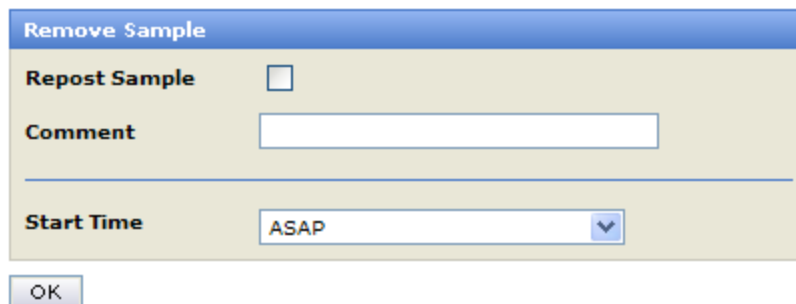 Remove Sample
Repost Sample
Comment
Start Time ASAP
OK